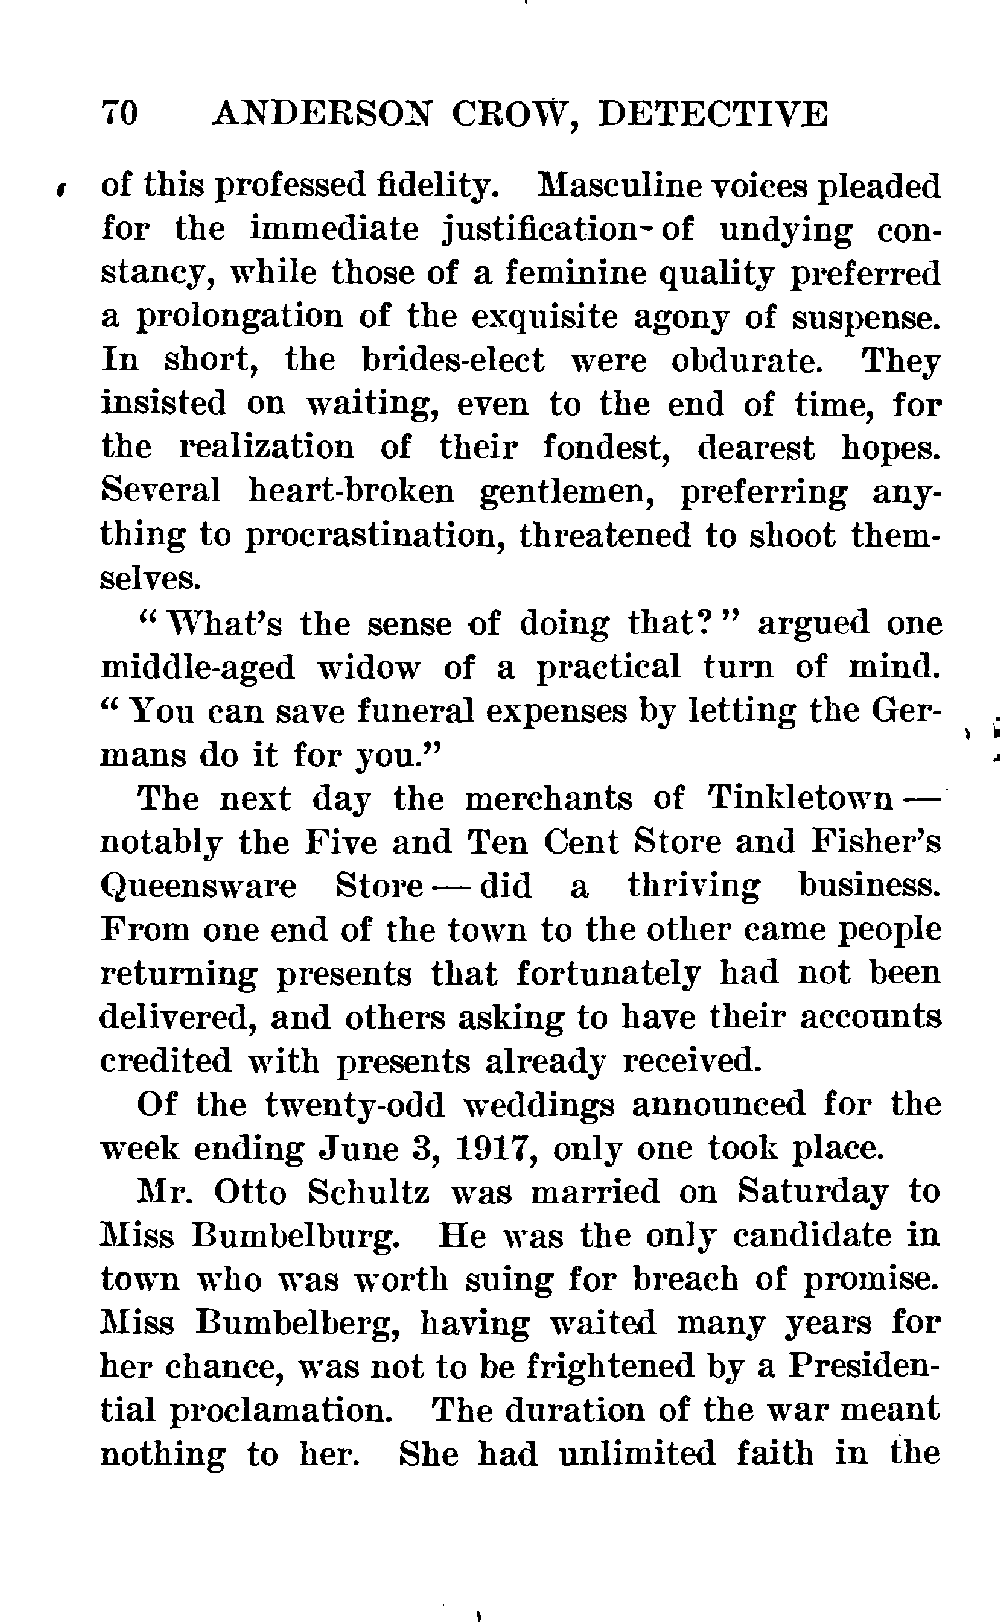 70 ANDERSON CROW, DETECTIVE
of this professed fidelity. Masculine voices pleaded
for the immediate justification of undying con-
stancy, while those of a feminine quality preferred
a prolongation of the exquisite agony of suspense.
In short, the brides-elect were obdurate. They
insisted on waiting, even to the end of time, for
the realization of their fondest, dearest hopes.
Several heart-broken gentlemen, preferring any-
thing to procrastination, threatened to shoot them-
selves.
“ What’s the sense of doing that? ” argued one
middle-aged widow of a practical turn of mind.
“ You can save funeral expenses by letting the Ger-
mans do it for you.”
The next day the merchants of Tinkletown —
notably the Five and Ten Cent Store and Fisher’s
Queensware Store — did a thriving business.
From one end of the town to the other came people
returning presents that fortunately had not been
delivered, and others asking to have their accounts
credited with presents already received.
Of the twenty-odd weddings announced for the
week ending June 3, 1917, only one took place.
Mr. Otto Schultz was married on Saturday to
Miss Bumbelburg. He was the only candidate in
town who was worth suing for breach of promise.
Miss Bumbelberg, having waited many years for
her chance, was not to be frightened by a Presiden-
tial proclamation. The duration of the war meant
nothing to her. She had unlimited faith in the